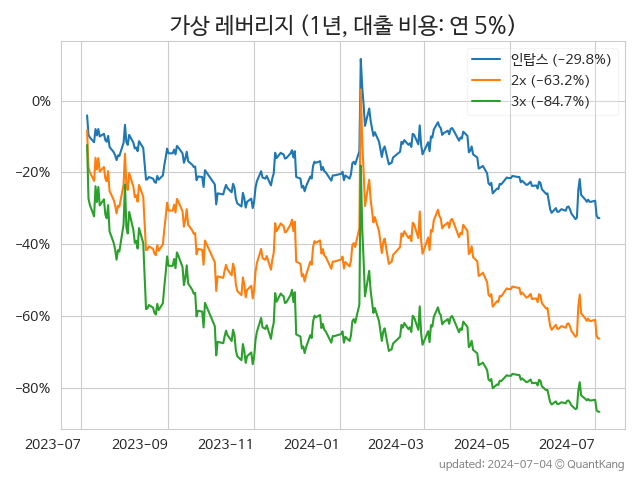 가상 레버리지 (1년, 대출 비용: 연 5%)
인탑스 (−29.8%)
2x (−63.2%)
3x (−84.7%)
0%
−20%
−40%
−60%
−80%
2023-07 2023-09 2023-11 2024-01 2024-03 2024-05 2024-07
updated: 2024-07-04 © QuantKang